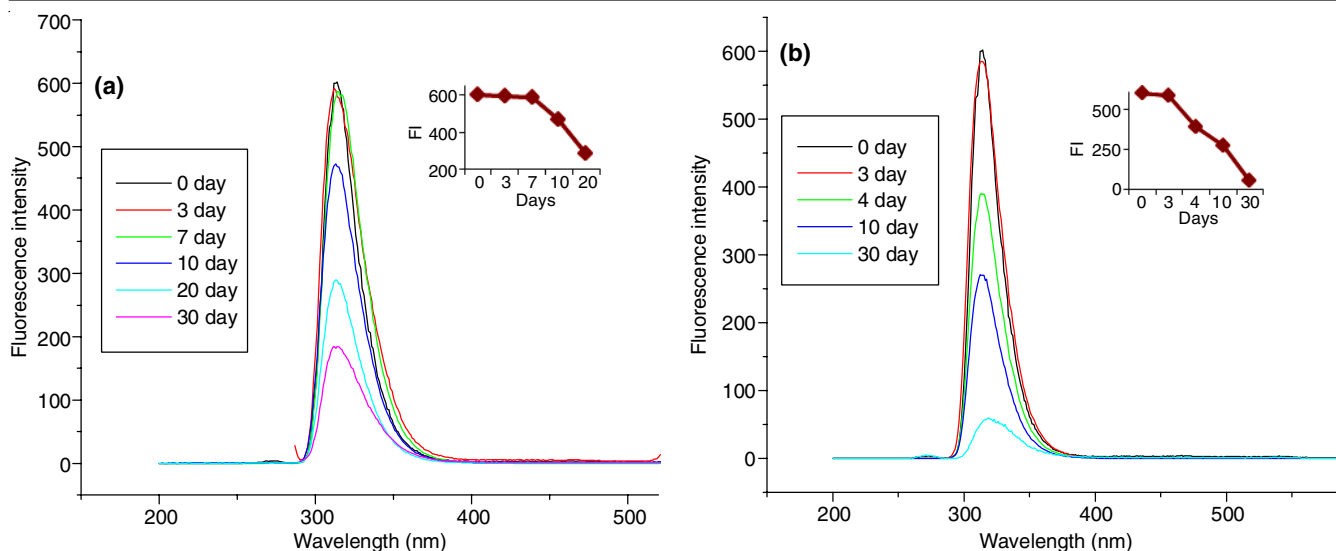 (a)
Fluorescence intensity
700
600
500
400
300
200
100
0
200 300 400 500
Wavelength (nm)
0 day
3 day
7 day
10 day
20 day
30 day
FI
600
400
200
0 3 7 10 20
Days
(b)
Fluorescence intensity
600
500
400
300
200
100
0
200 300 400 500
Wavelength (nm)
0 day
3 day
4 day
10 day
30 day
FI
500
250
0
0 3 4 10 30
Days